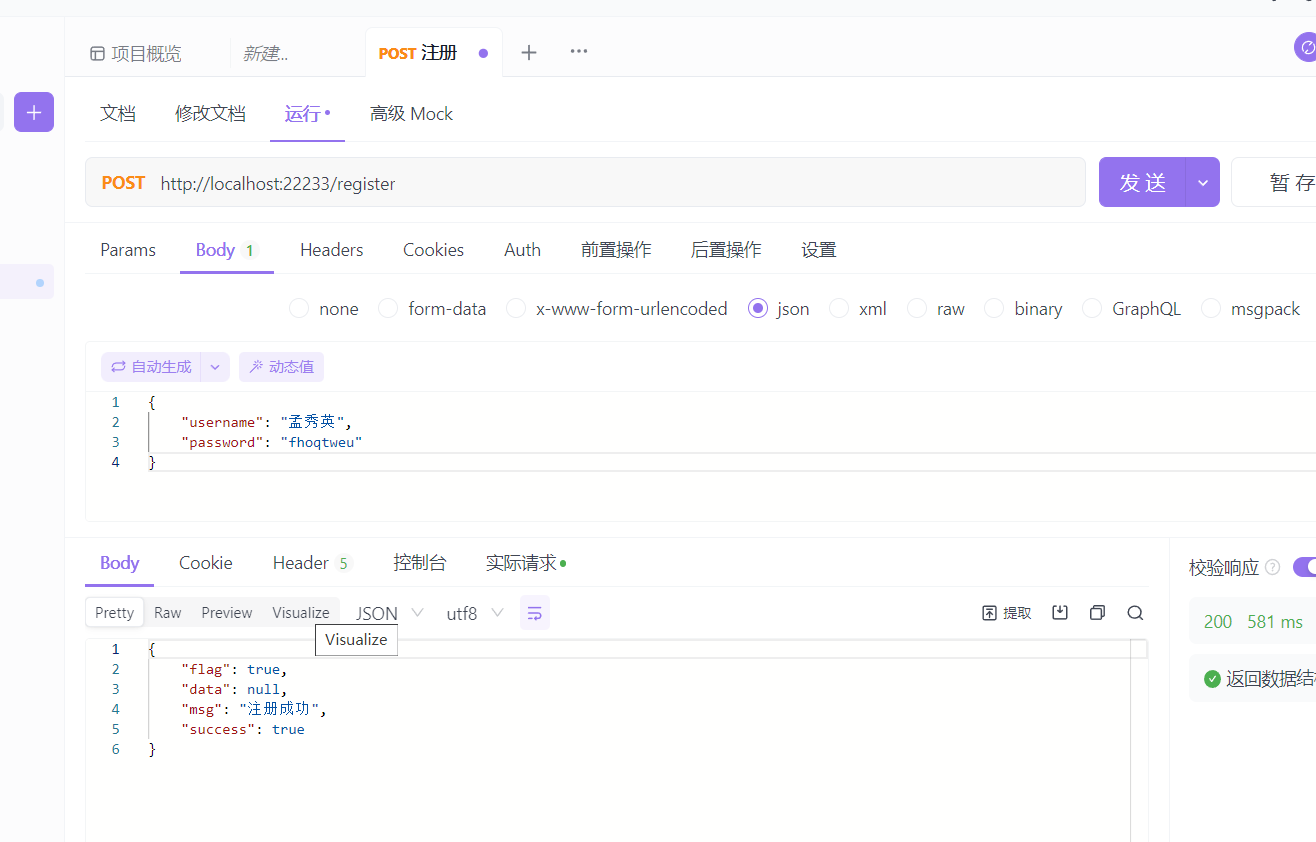 项目概览 新建... POST 注册
文档 修改文档 运行 高级 Mock
POST http://localhost:22233/register 发 送 暂 存
Params Body 1 Headers Cookies Auth 前置操作 后置操作 设置
none form-data x-www-form-urlencoded json xml raw binary GraphQL msgpack
自动生成 动态值
1 {
2 "username": "孟秀英",
3 "password": "fhoqtweu"
4 }
Body Cookie Header 5 控制台 实际请求 校验响应 ?
Pretty Raw Preview Visualize JSON utf8 提取 200 581 ms
Visualize
1 {
2 "flag": true,
3 "data": null,
4 "msg": "注册成功",
5 "success": true
6 }
返回数据结